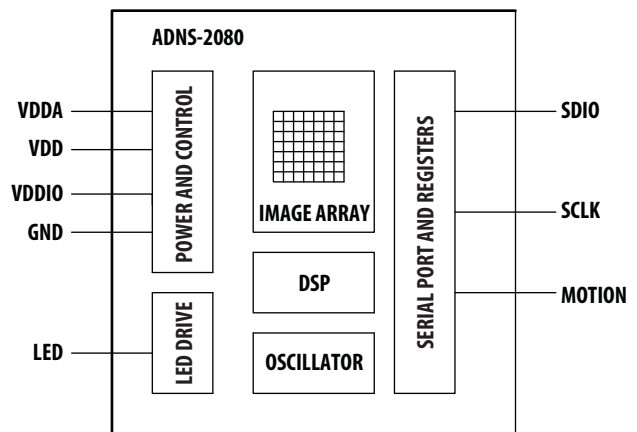 ADNS-2080
VDDA
VDD
VDDIO
GND
LED
POWER AND CONTROL
LED DRIVE
IMAGE ARRAY
DSP
OSCILLATOR
SERIAL PORT AND REGISTERS
SDIO
SCLK
MOTION